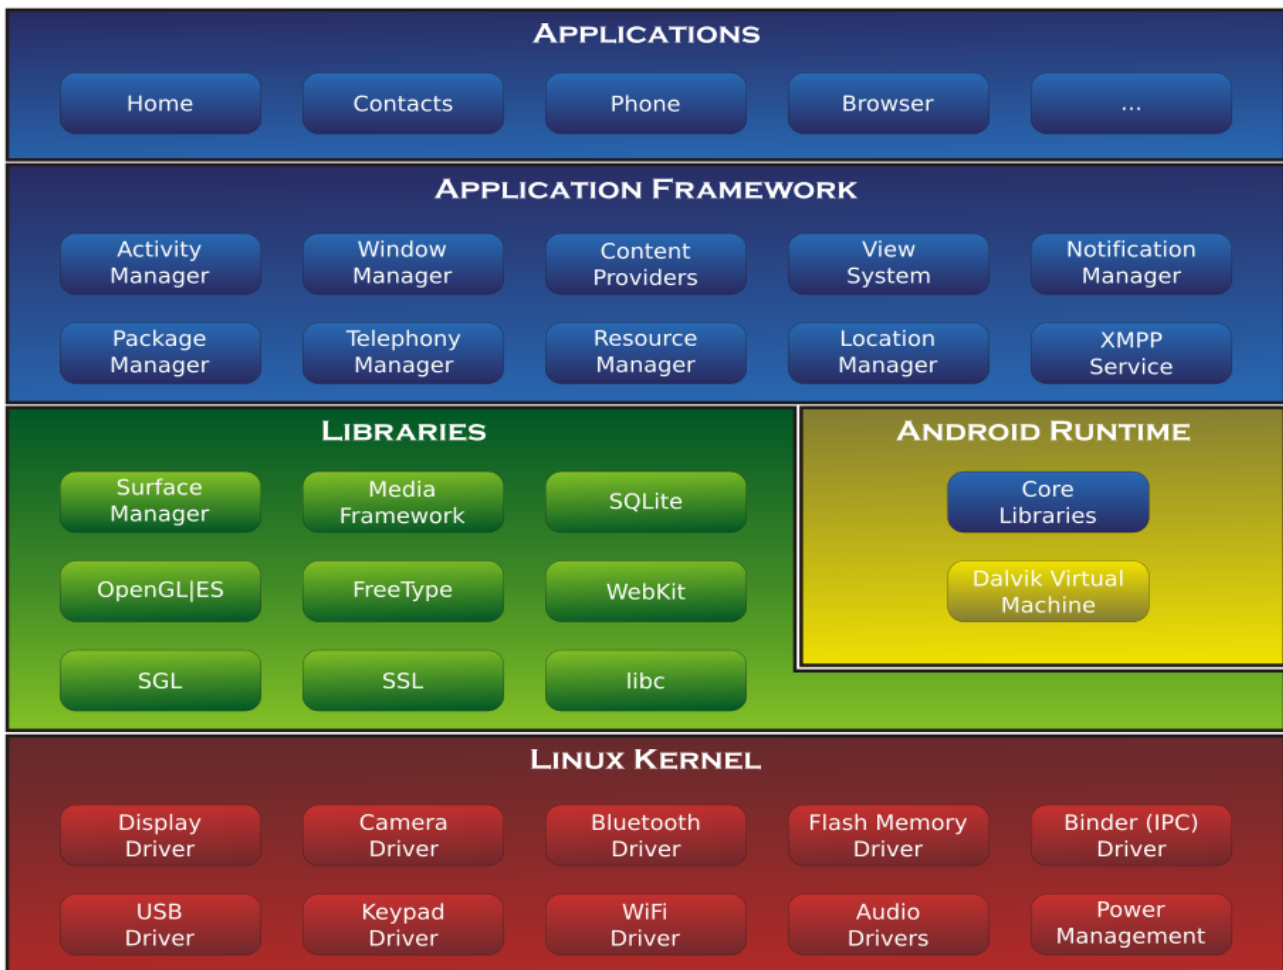 APPLICATIONS
Home
Contacts
Phone
Browser
...
APPLICATION FRAMEWORK
Activity
Manager
Window
Manager
Content
Providers
View
System
Notification
Manager
Package
Manager
Telephony
Manager
Resource
Manager
Location
Manager
XMPP
Service
LIBRARIES
Surface
Manager
Media
Framework
SQLite
OpenGL|ES
FreeType
WebKit
SGL
SSL
libc
ANDROID RUNTIME
Core
Libraries
Dalvik Virtual
Machine
LINUX KERNEL
Display
Driver
Camera
Driver
Bluetooth
Driver
Flash Memory
Driver
Binder (IPC)
Driver
USB
Driver
Keypad
Driver
WiFi
Driver
Audio
Drivers
Power
Management